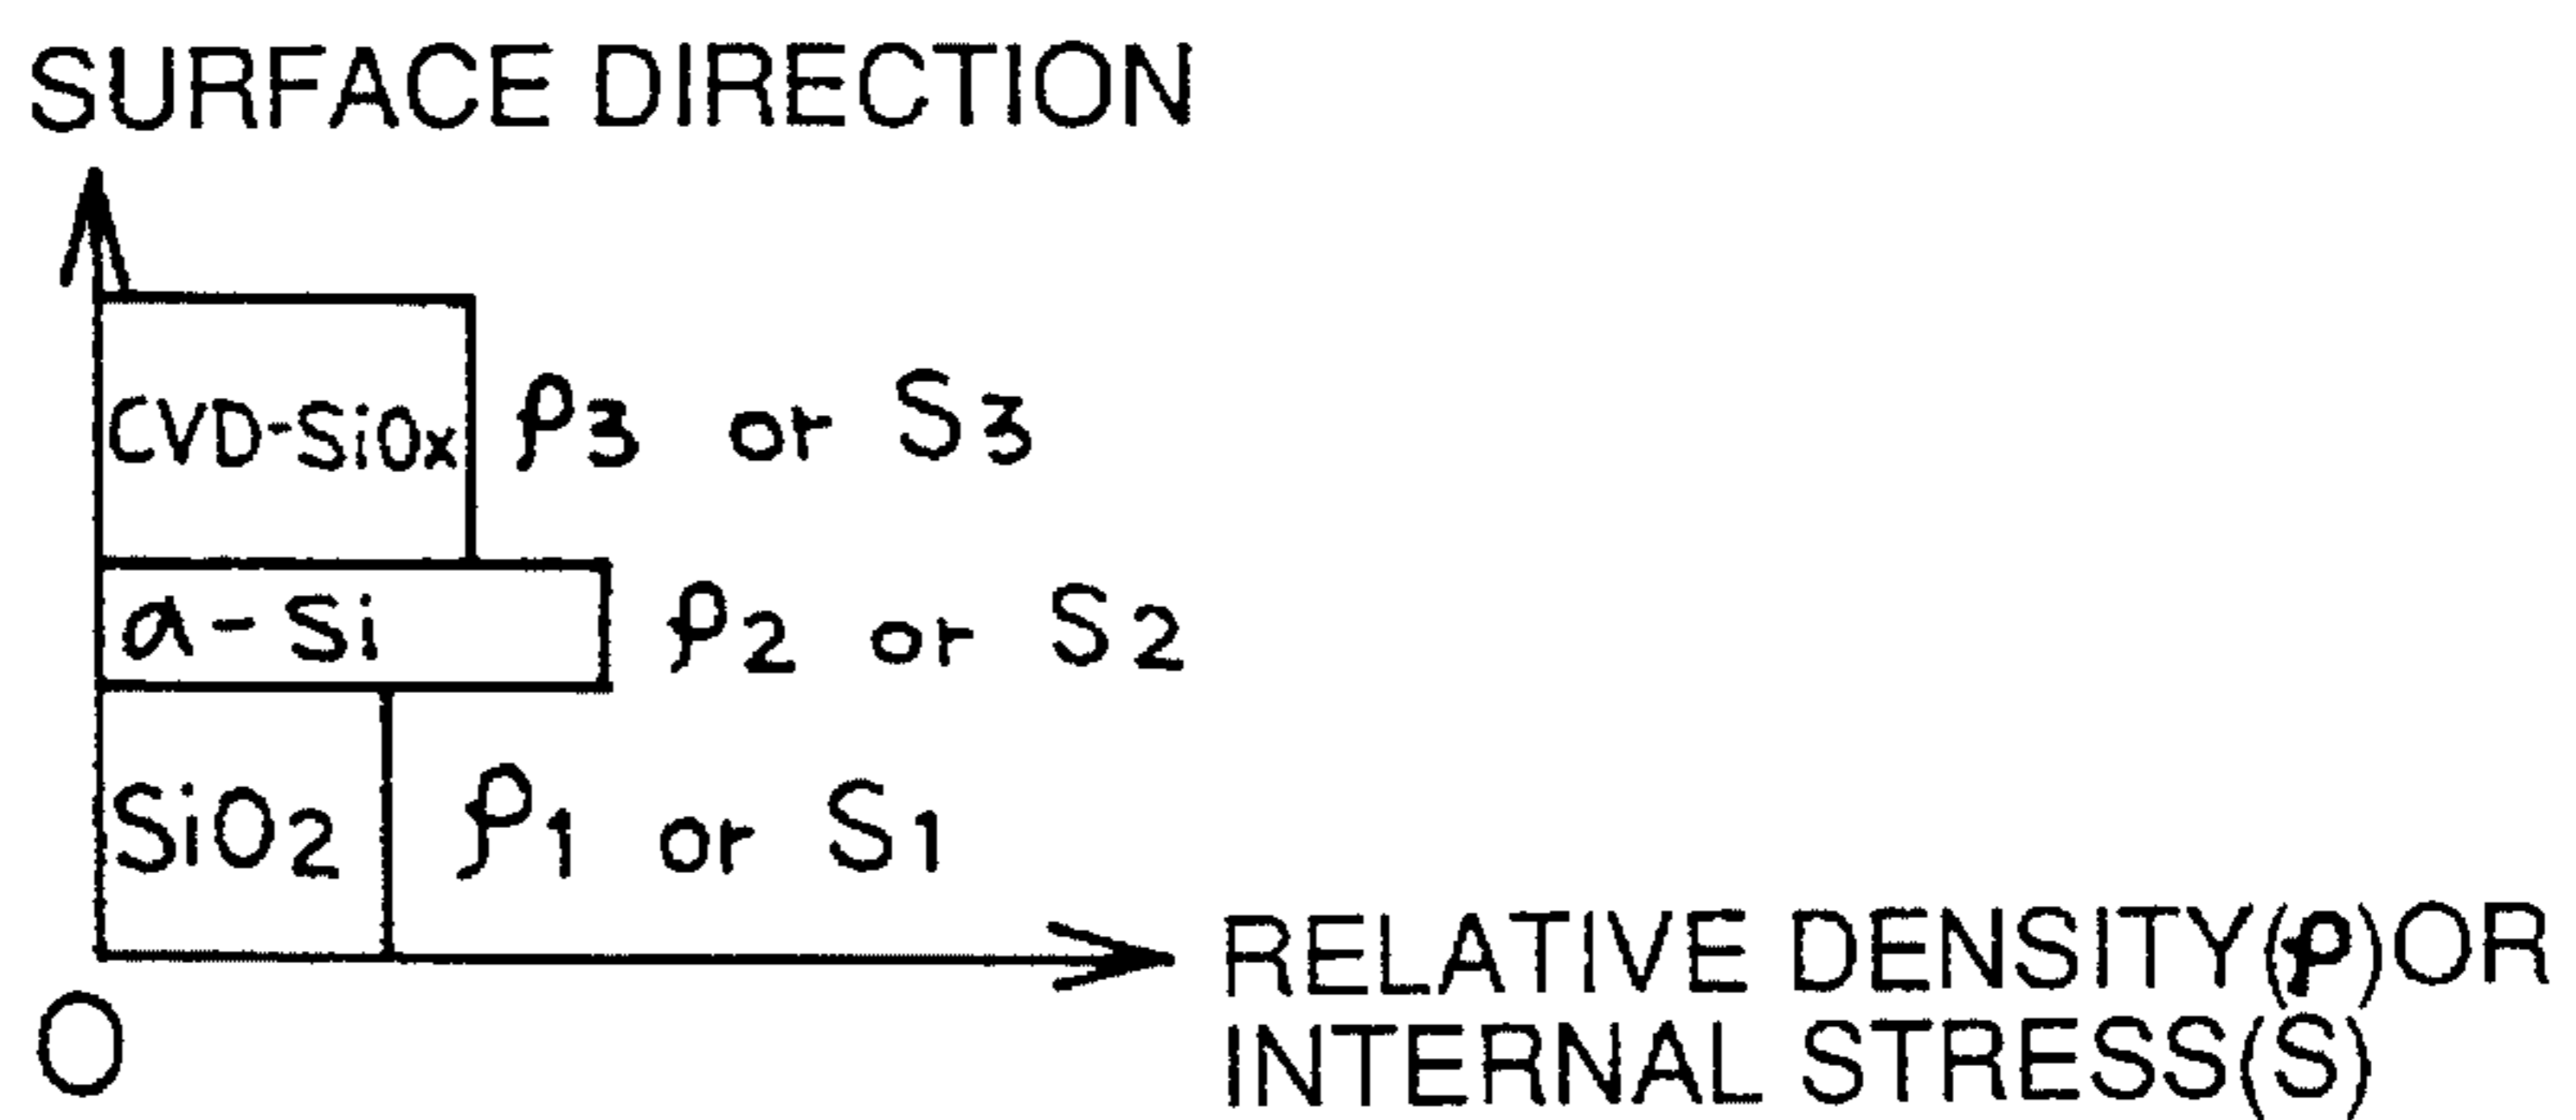 SURFACE DIRECTION
CVD-SiOx ρ3 or S3
a-Si ρ2 or S2
SiO2 ρ1 or S1
RELATIVE DENSITY(ρ)OR
O INTERNAL STRESS(S)